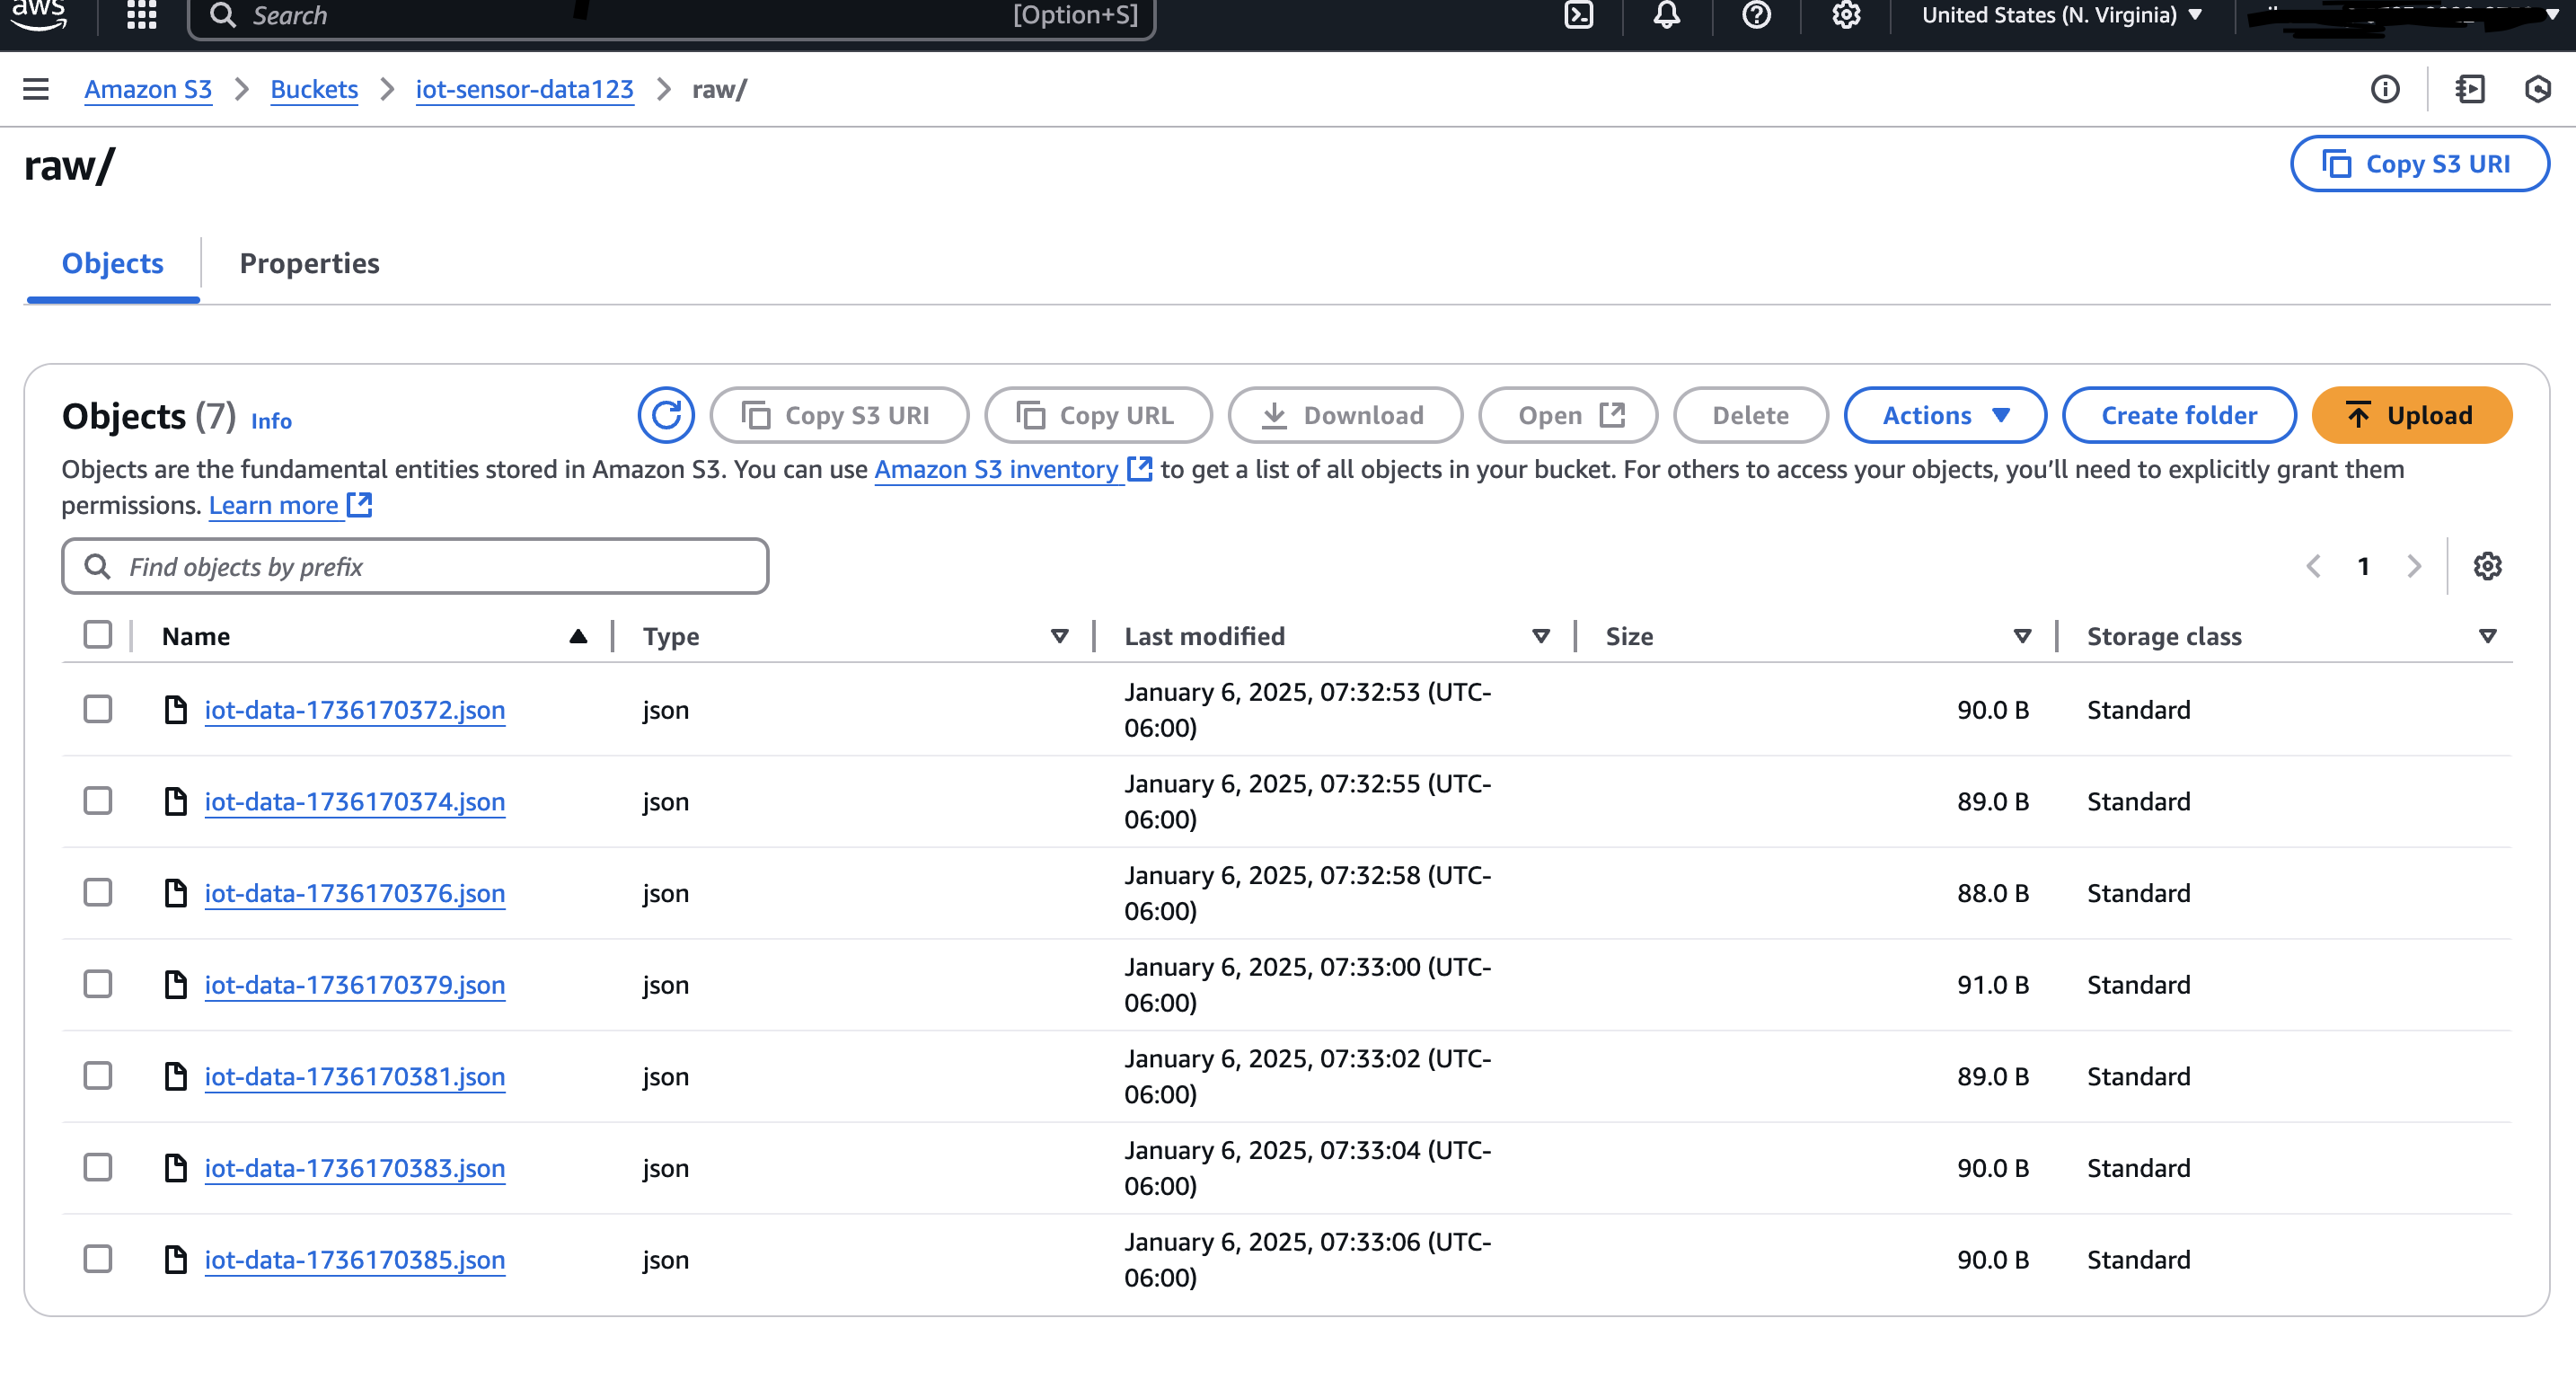 aws
Search [Option+S] United States (N. Virginia)
Amazon S3 Buckets iot-sensor-data123 raw/
raw/
Copy S3 URI
Objects Properties
Objects (7) Info Copy S3 URI Copy URL Download Open Delete Actions Create folder Upload
Objects are the fundamental entities stored in Amazon S3. You can use Amazon S3 inventory to get a list of all objects in your bucket. For others to access your objects, you’ll need to explicitly grant them
permissions. Learn more
Find objects by prefix 1
Name Type Last modified Size Storage class
iot-data-1736170372.json json January 6, 2025, 07:32:53 (UTC-
06:00) 90.0 B Standard
iot-data-1736170374.json json January 6, 2025, 07:32:55 (UTC-
06:00) 89.0 B Standard
iot-data-1736170376.json json January 6, 2025, 07:32:58 (UTC-
06:00) 88.0 B Standard
iot-data-1736170379.json json January 6, 2025, 07:33:00 (UTC-
06:00) 91.0 B Standard
iot-data-1736170381.json json January 6, 2025, 07:33:02 (UTC-
06:00) 89.0 B Standard
iot-data-1736170383.json json January 6, 2025, 07:33:04 (UTC-
06:00) 90.0 B Standard
iot-data-1736170385.json json January 6, 2025, 07:33:06 (UTC-
06:00) 90.0 B Standard